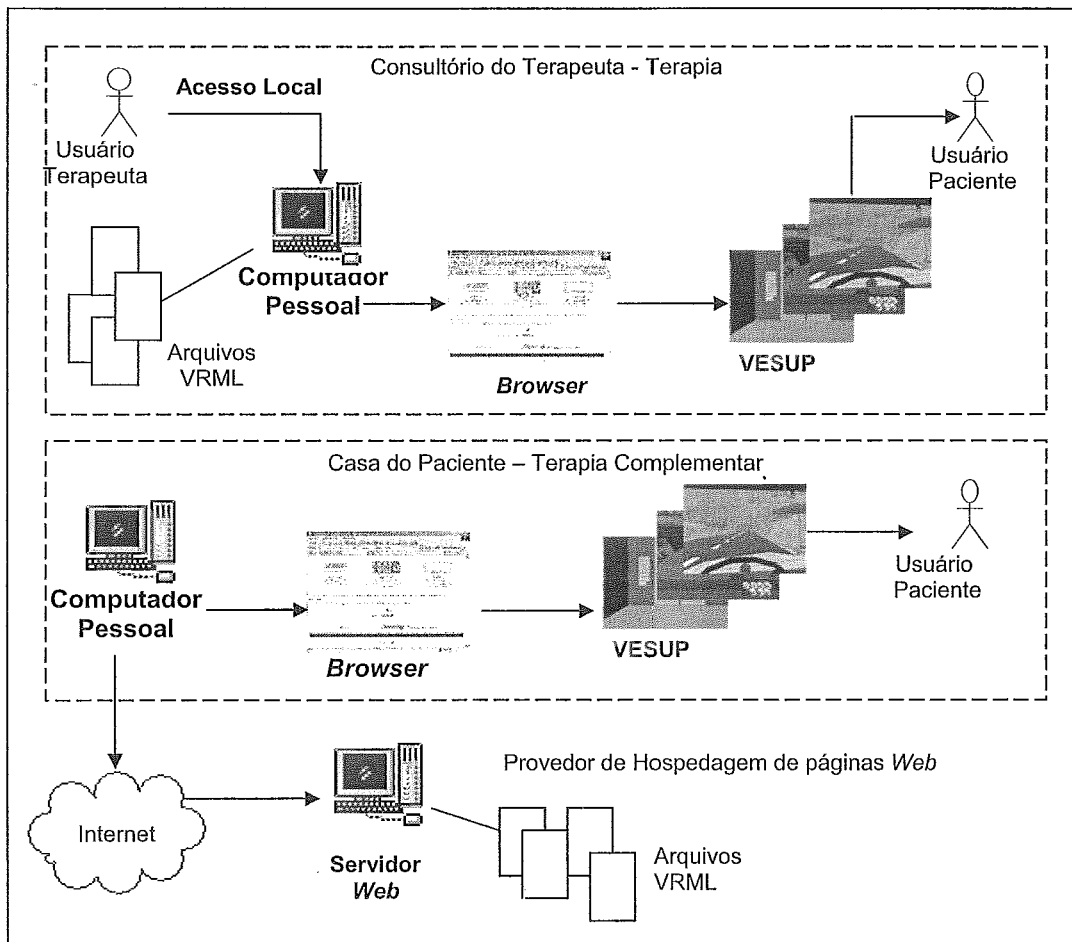 Consultório do Terapeuta - Terapia
Acesso Local
Usuário
Terapeuta
Usuário
Paciente
Computador
Pessoal
Arquivos
VRML
Browser
VESUP
Casa do Paciente – Terapia Complementar
Computador
Pessoal
Browser
VESUP
Usuário
Paciente
Internet
Servidor
Web
Provedor de Hospedagem de páginas Web
Arquivos
VRML